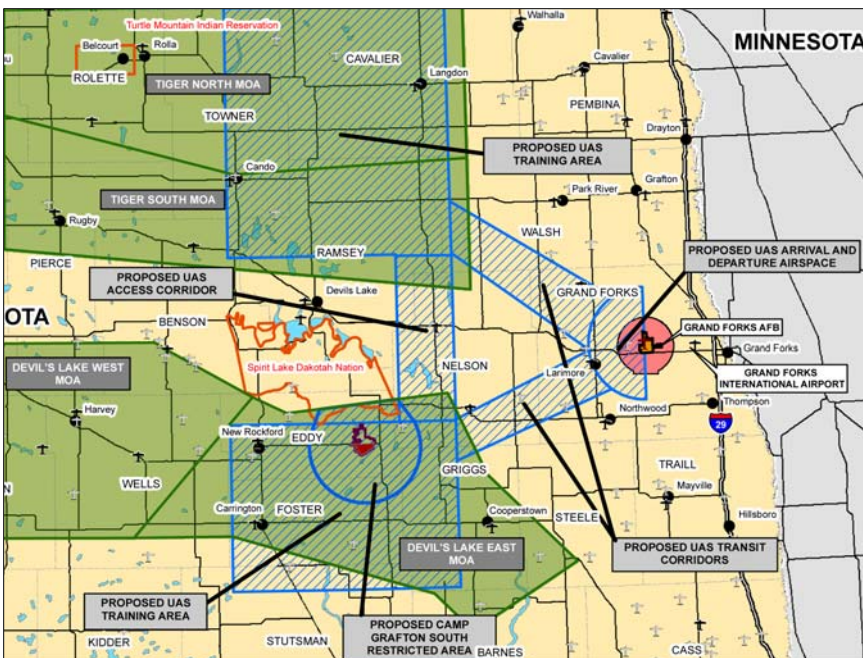 Turtle Mountain Indian Reservation
Walhalla
MINNESOTA
Belcourt
Rolla
CAVALIER
Cavalier
ROLETTE
TIGER NORTH MOA
Langdon
PEMBINA
TOWNER
Drayton
PROPOSED UAS
TRAINING AREA
Cando
Grafton
Park River
TIGER SOUTH MOA
Rugby
WALSH
RAMSEY
PROPOSED UAS ARRIVAL AND
DEPARTURE AIRSPACE
PIERCE
PROPOSED UAS
ACCESS CORRIDOR
Devils Lake
GRAND FORKS
OTA
BENSON
GRAND FORKS AFB
Grand Forks
DEVIL'S LAKE WEST
MOA
Spirit Lake Dakotah Nation
NELSON
Larimore
GRAND FORKS
INTERNATIONAL AIRPORT
Thompson
Harvey
Northwood
29
New Rockford
EDDY
GRIGGS
TRAILL
WELLS
Mayville
Carrington
FOSTER
Cooperstown
STEELE
Hillsboro
DEVIL'S LAKE EAST
MOA
PROPOSED UAS TRANSIT
CORRIDORS
PROPOSED UAS
TRAINING AREA
PROPOSED CAMP
GRAFTON SOUTH
RESTRICTED AREA
KIDDER
STUTSMAN
BARNES
CASS